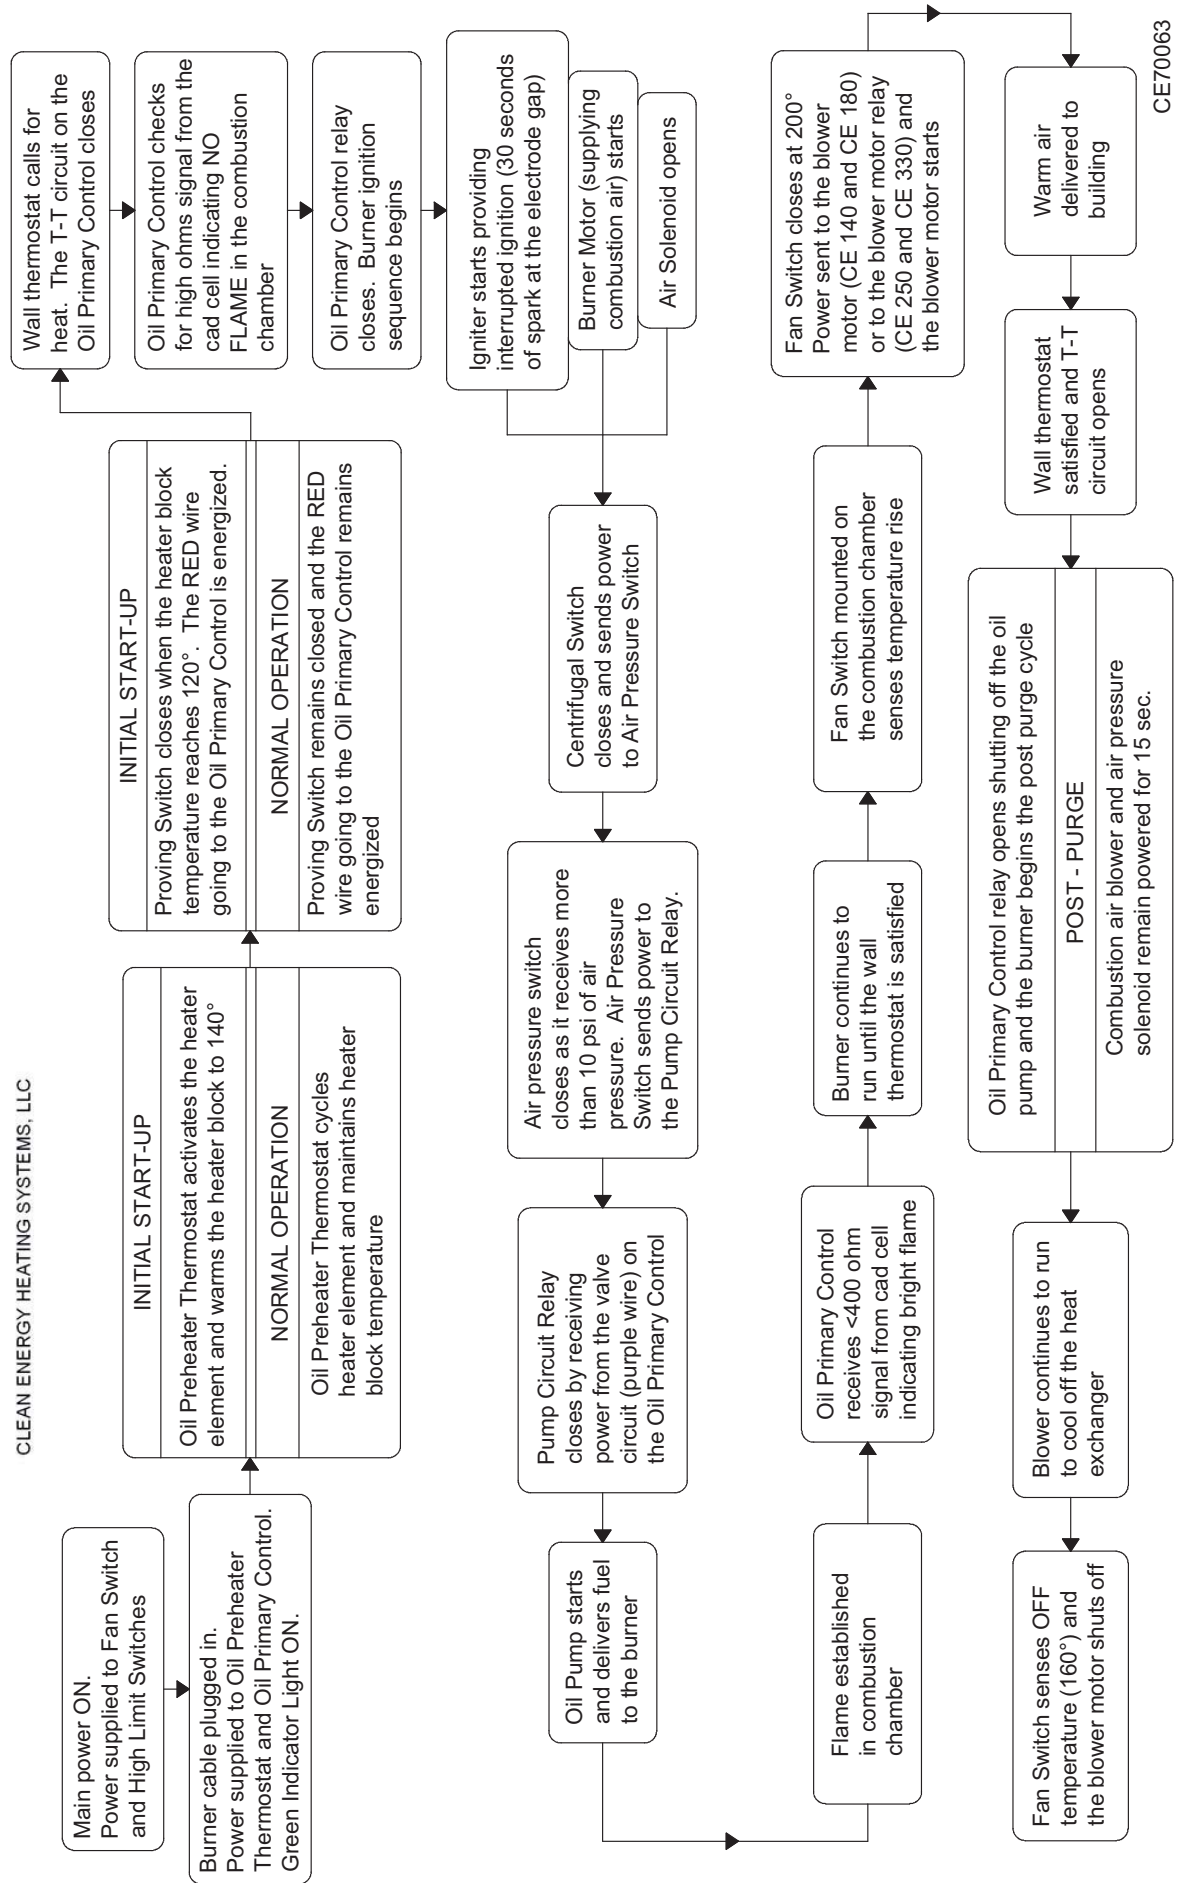 CLEAN ENERGY HEATING SYSTEMS, LLC
Main power ON.
Power supplied to Fan Switch
and High Limit Switches
Burner cable plugged in.
Power supplied to Oil Preheater
Thermostat and Oil Primary Control.
Green Indicator Light ON.
INITIAL START-UP
Oil Preheater Thermostat activates the heater
element and warms the heater block to 140°
NORMAL OPERATION
Oil Preheater Thermostat cycles
heater element and maintains heater
block temperature
INITIAL START-UP
Proving Switch closes when the heater block
temperature reaches 120°.  The RED wire
going to the Oil Primary Control is energized.
NORMAL OPERATION
Proving Switch remains closed and the RED
wire going to the Oil Primary Control remains
energized
Wall thermostat calls for
heat.  The T-T circuit on the
Oil Primary Control closes
Oil Primary Control checks
for high ohms signal from the
cad cell indicating NO
FLAME in the combustion
chamber
Oil Primary Control relay
closes.  Burner ignition
sequence begins
Igniter starts providing
interrupted ignition (30 seconds
of spark at the electrode gap)
Burner Motor (supplying
combustion air) starts
Air Solenoid opens
Centrifugal Switch
closes and sends power
to Air Pressure Switch
Air pressure switch
closes as it receives more
than 10 psi of air
pressure.  Air Pressure
Switch sends power to
the Pump Circuit Relay.
Pump Circuit Relay
closes by receiving
power from the valve
circuit (purple wire) on
the Oil Primary Control
Oil Pump starts
and delivers fuel
to the burner
Flame established
in combustion
chamber
Oil Primary Control
receives <400 ohm
signal from cad cell
indicating bright flame
Burner continues to
run until the wall
thermostat is satisfied
Fan Switch mounted on
the combustion chamber
senses temperature rise
Fan Switch closes at 200°
Power sent to the blower
motor (CE 140 and CE 180)
or to the blower motor relay
(CE 250 and CE 330) and
the blower motor starts
Warm air
delivered to
building
Wall thermostat
satisfied and T-T
circuit opens
Oil Primary Control relay opens shutting off the oil
pump and the burner begins the post purge cycle
POST - PURGE
Combustion air blower and air pressure
solenoid remain powered for 15 sec.
Blower continues to run
to cool off the heat
exchanger
Fan Switch senses OFF
temperature (160°) and
the blower motor shuts off
CE70063